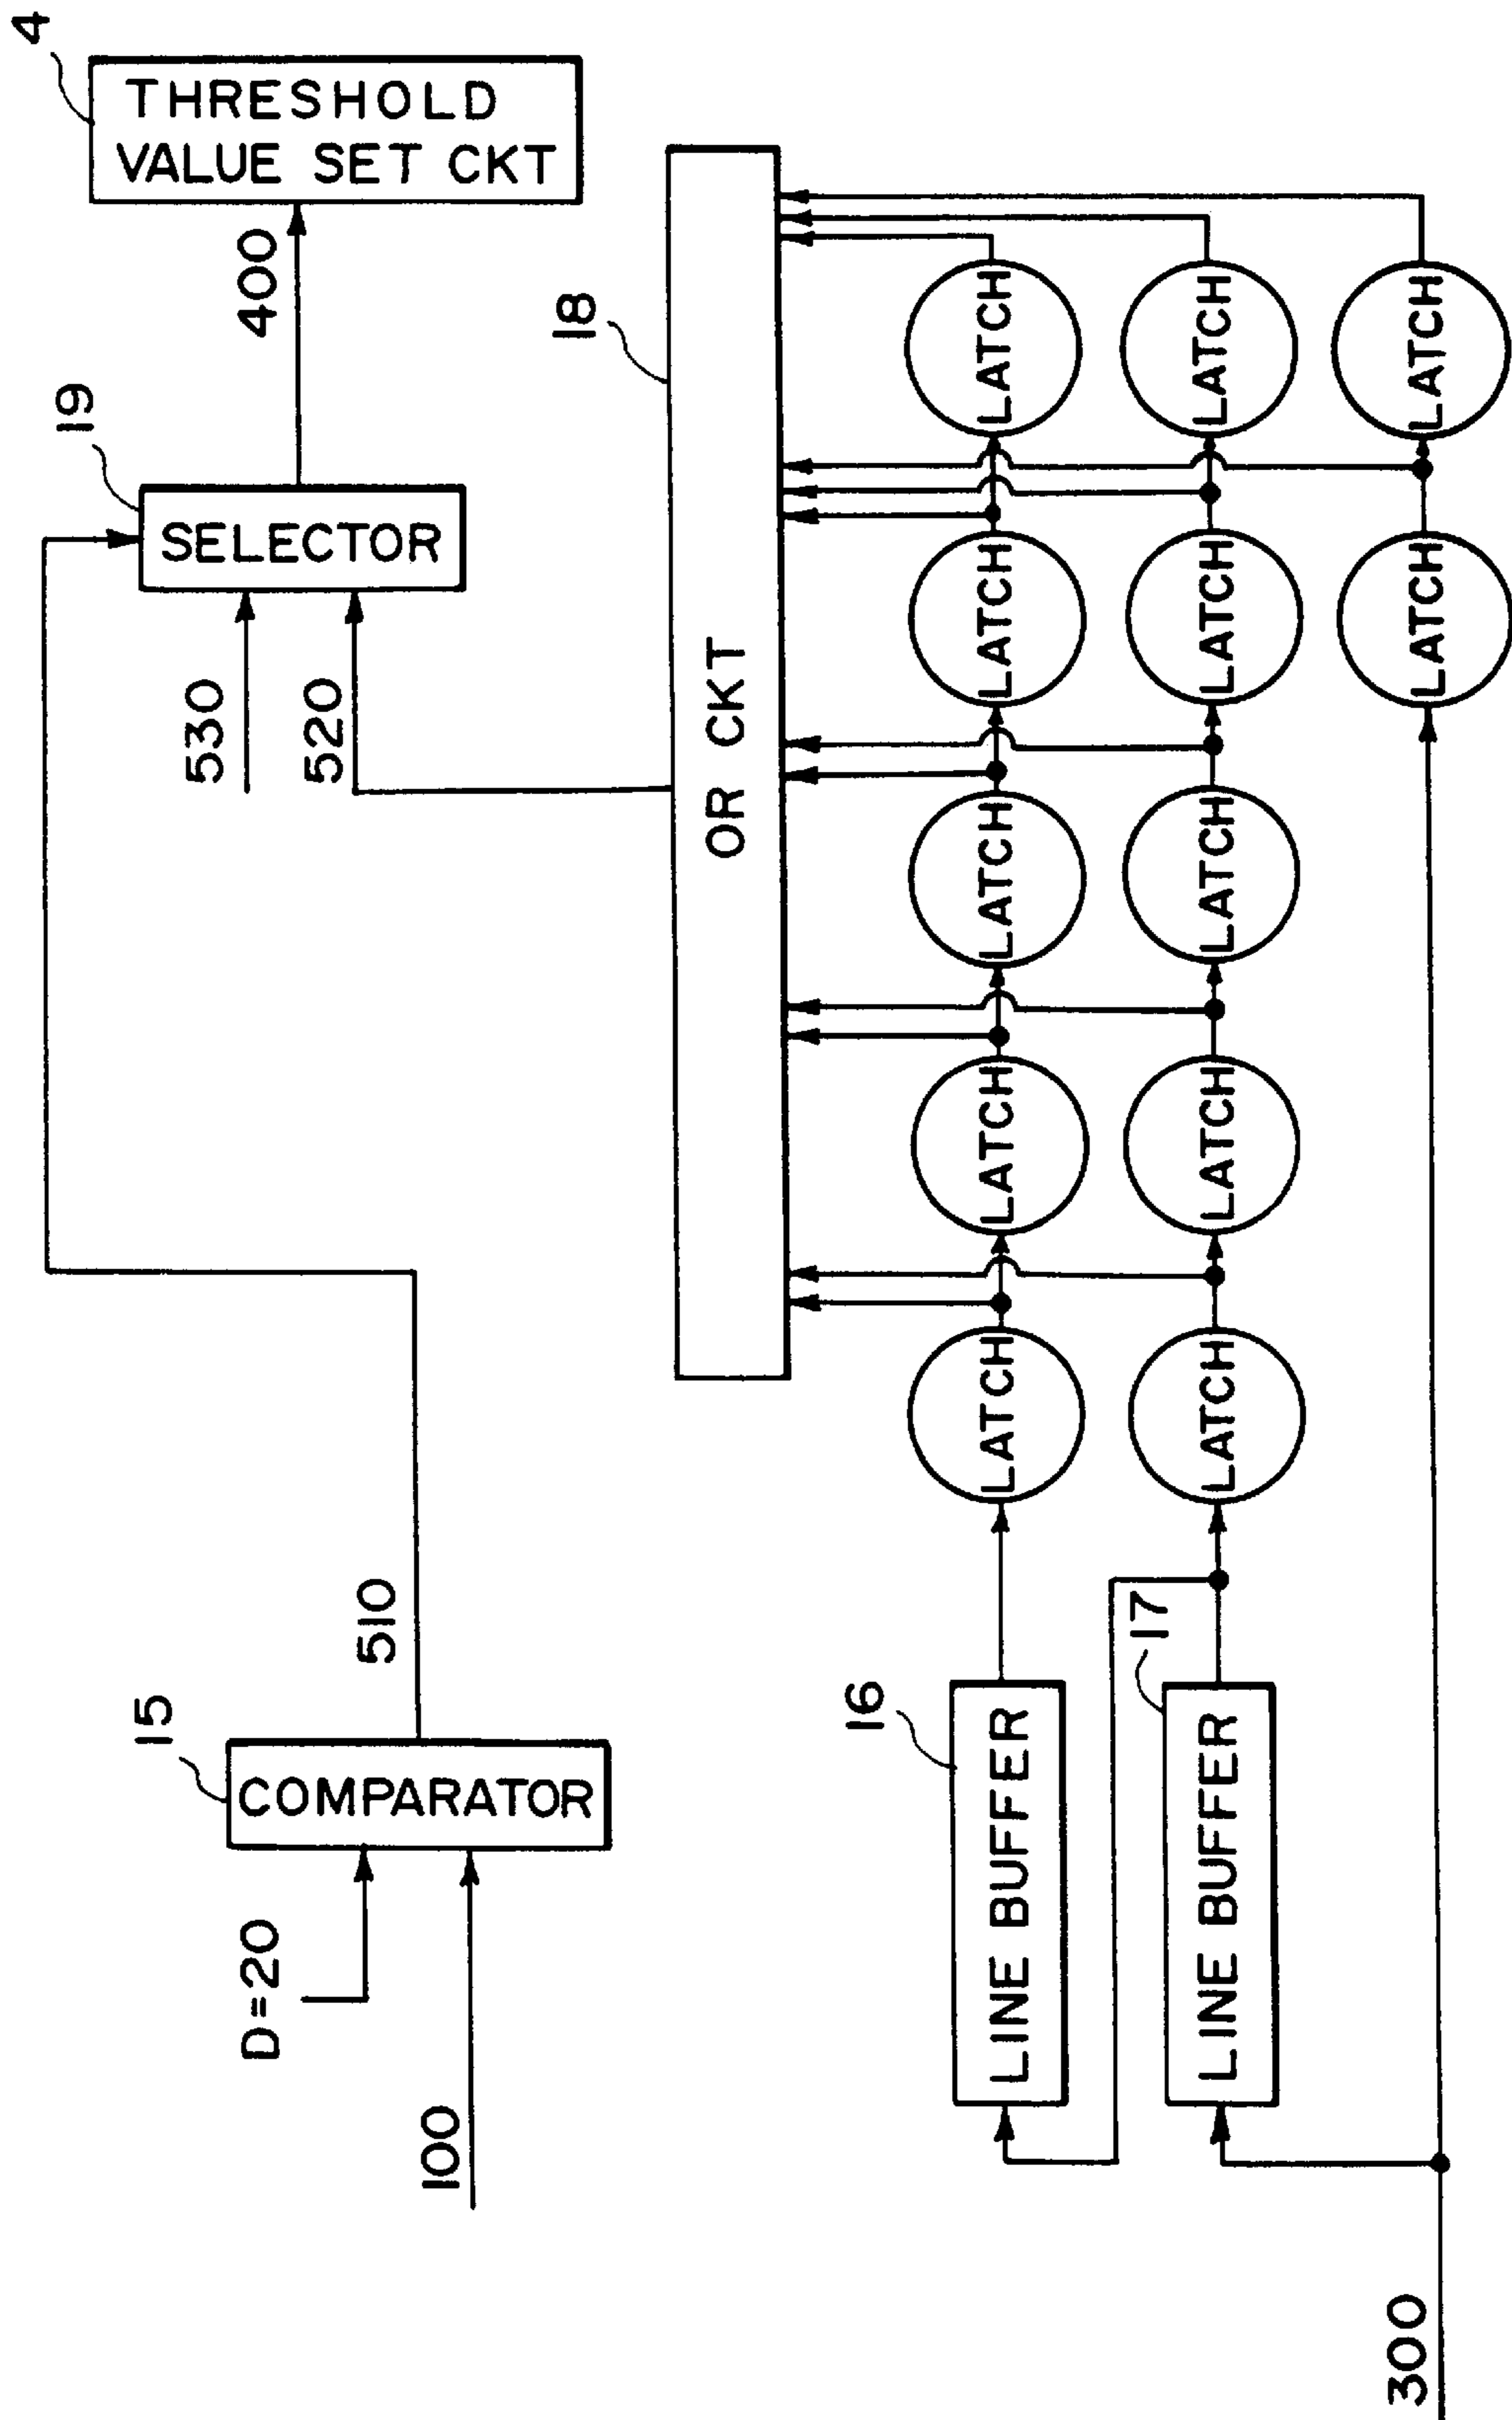 4
THRESHOLD
VALUE SET CKT
400
19
SELECTOR
530
520
510
15
COMPARATOR
D=20
100
18
OR CKT
LATCH
LATCH
LATCH
LATCH
LATCH
16
LINE BUFFER
LATCH
LATCH
LATCH
LATCH
LATCH
17
LINE BUFFER
LATCH
LATCH
300